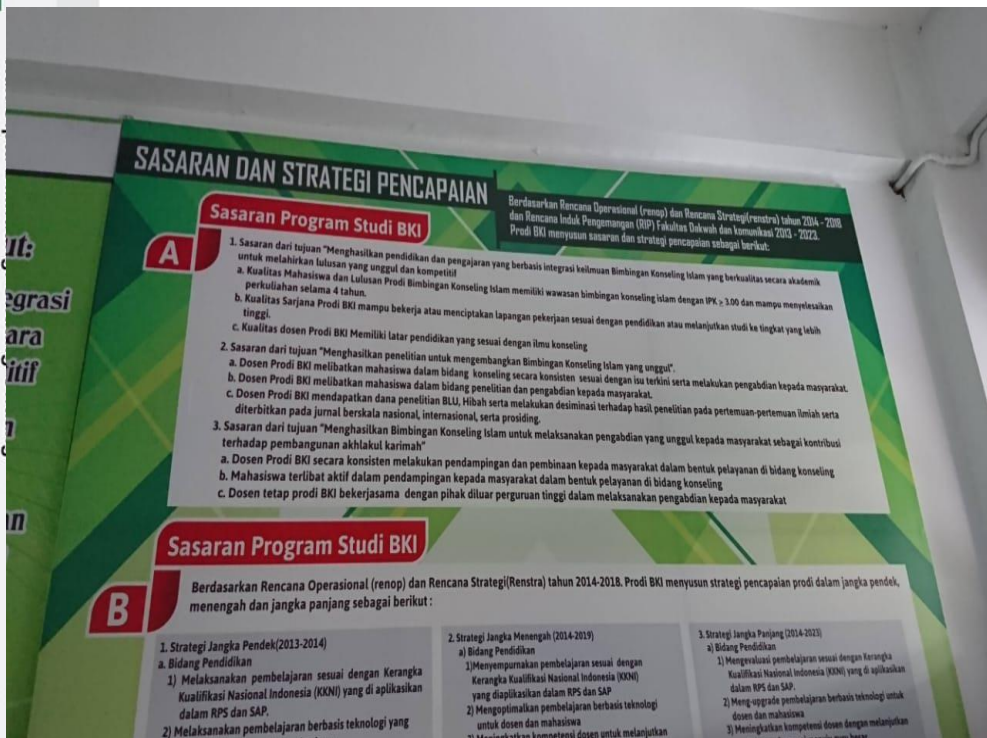 ut:
egrasi
ara
itif
n
an
SASARAN DAN STRATEGI PENCAPAIAN
Berdasarkan Rencana Operasional (renop) dan Rencana Strategi(renstra) tahun 2014 - 2018
dan Rencana Induk Pengemangan (RIP) Fakultas Dakwah dan komunikasi 2013 - 2023.
Prodi BKI menyusun sasaran dan strategi pencapaian sebagai berikut:
A
Sasaran Program Studi BKI
1. Sasaran dari tujuan "Menghasilkan pendidikan dan pengajaran yang berbasis integrasi keilmuan Bimbingan Konseling Islam yang berkualitas secara akademik
untuk melahirkan lulusan yang unggul dan kompetitif
a. Kualitas Mahasiswa dan Lulusan Prodi Bimbingan Konseling Islam memiliki wawasan bimbingan konseling islam dengan IPK ≥ 3.00 dan mampu menyelesaikan
perkuliahan selama 4 tahun.
b. Kualitas Sarjana Prodi BKI mampu bekerja atau menciptakan lapangan pekerjaan sesuai dengan pendidikan atau melanjutkan studi ke tingkat yang lebih
tinggi.
c. Kualitas dosen Prodi BKI Memiliki latar pendidikan yang sesuai dengan ilmu konseling
2. Sasaran dari tujuan "Menghasilkan penelitian untuk mengembangkan Bimbingan Konseling Islam yang unggul".
a. Dosen Prodi BKI melibatkan mahasiswa dalam bidang konseling secara konsisten sesuai dengan isu terkini serta melakukan pengabdian kepada masyarakat.
b. Dosen Prodi BKI melibatkan mahasiswa dalam bidang penelitian dan pengabdian kepada masyarakat.
c. Dosen Prodi BKI mendapatkan dana penelitian BLU, Hibah serta melakukan desiminasi terhadap hasil penelitian pada pertemuan-pertemuan ilmiah serta
diterbitkan pada jurnal berskala nasional, internasional, serta prosiding.
3. Sasaran dari tujuan "Menghasilkan Bimbingan Konseling Islam untuk melaksanakan pengabdian yang unggul kepada masyarakat sebagai kontribusi
terhadap pembangunan akhlakul karimah"
a. Dosen Prodi BKI secara konsisten melakukan pendampingan dan pembinaan kepada masyarakat dalam bentuk pelayanan di bidang konseling
b. Mahasiswa terlibat aktif dalam pendampingan kepada masyarakat dalam bentuk pelayanan di bidang konseling
c. Dosen tetap prodi BKI bekerjasama dengan pihak diluar perguruan tinggi dalam melaksanakan pengabdian kepada masyarakat
B
Sasaran Program Studi BKI
Berdasarkan Rencana Operasional (renop) dan Rencana Strategi(Renstra) tahun 2014-2018. Prodi BKI menyusun strategi pencapaian prodi dalam jangka pendek,
menengah dan jangka panjang sebagai berikut :
1. Strategi Jangka Pendek(2013-2014)
a. Bidang Pendidikan
1) Melaksanakan pembelajaran sesuai dengan Kerangka
Kualifikasi Nasional Indonesia (KKNI) yang di aplikasikan
dalam RPS dan SAP.
2) Melaksanakan pembelajaran berbasis teknologi yang
2. Strategi Jangka Menengah (2014-2019)
a) Bidang Pendidikan
1)Menyempurnakan pembelajaran sesuai dengan
Kerangka Kualifikasi Nasional Indonesia (KKNI)
yang diaplikasikan dalam RPS dan SAP
2) Mengoptimalkan pembelajaran berbasis teknologi
untuk dosen dan mahasiswa
3) Meningkatkan kompetensi dosen untuk melanjutkan
3. Strategi Jangka Panjang (2014-2023)
a) Bidang Pendidikan
1) Mengevaluasi pembelajaran sesuai dengan Kerangka
Kualifikasi Nasional Indonesia (KKNI) yang di aplikasikan
dalam RPS dan SAP.
2) Meng-upgrade pembelajaran berbasis teknologi untuk
dosen dan mahasiswa
3) Meningkatkan kompetensi dosen dengan melanjutkan